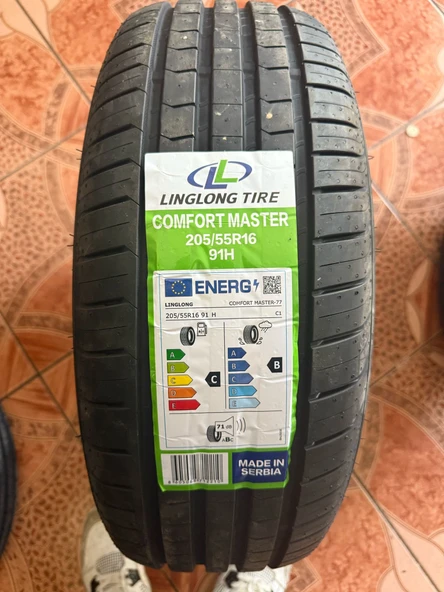 LINGLONG TIRE
COMFORT MASTER
205/55R16
91H
ENERG
LINGLONG
COMFORT MASTER-77
205/55R16 91 H
C1
A
B
C
D
E
C
A
B
C
D
E
B
71 dB
ABC
MADE IN
SERBIA